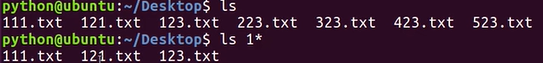 python@ubuntu:~/Desktop$ ls
111.txt  121.txt  123.txt  223.txt  323.txt  423.txt  523.txt
python@ubuntu:~/Desktop$ ls 1*
111.txt  121.txt  123.txt